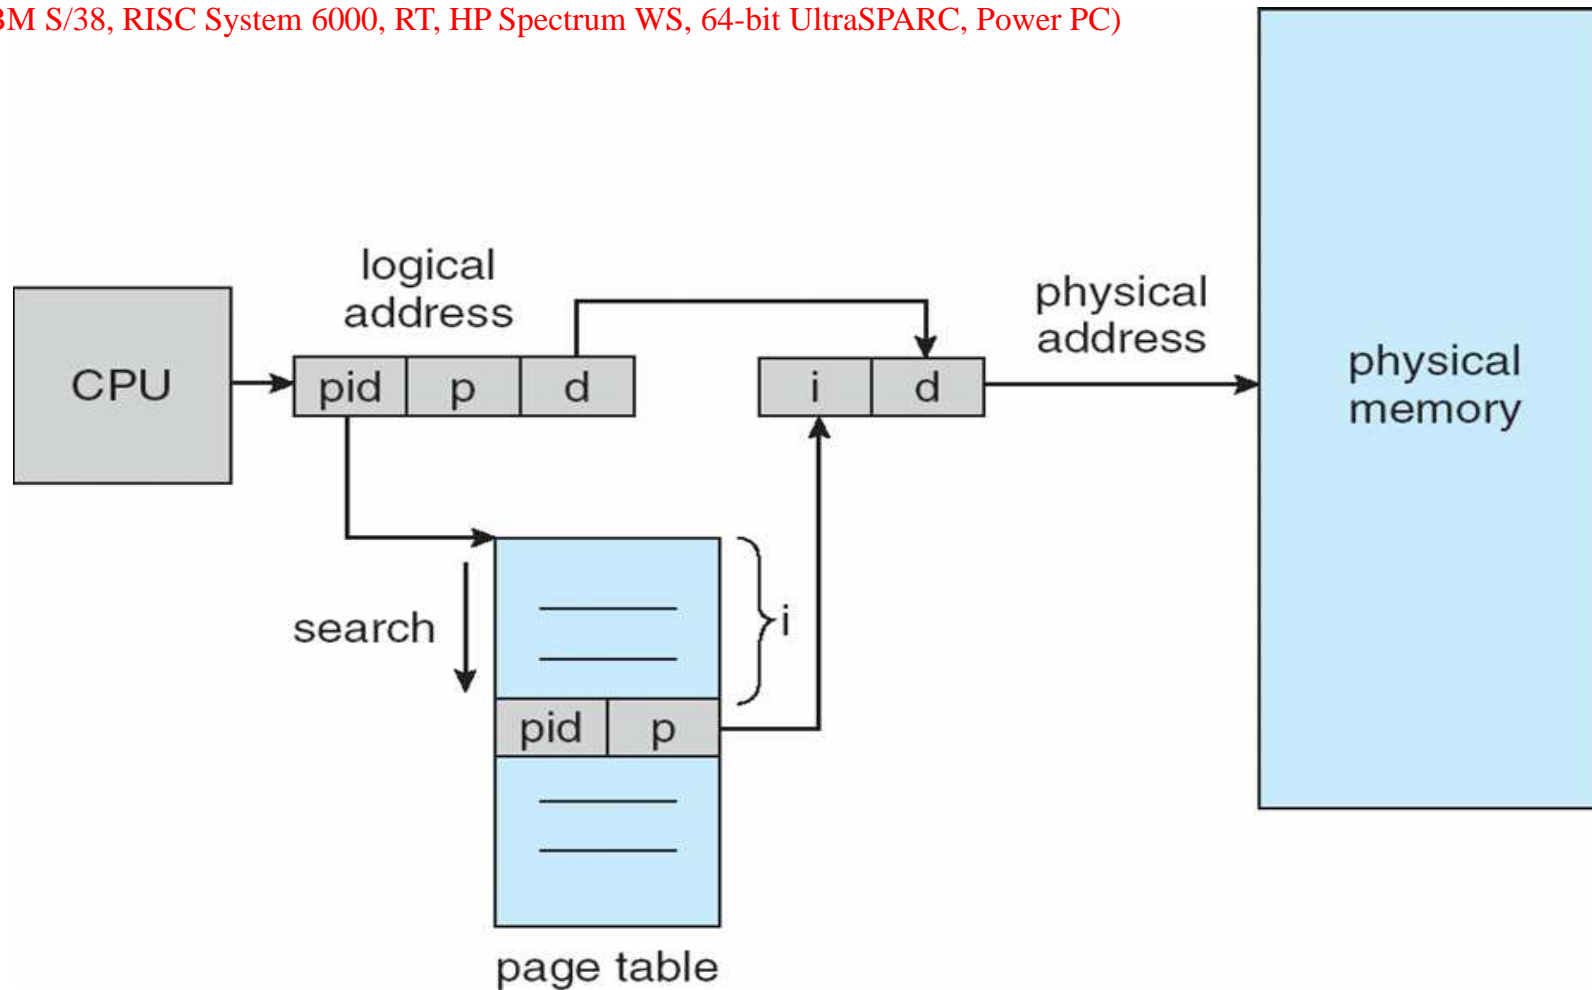 M S/38, RISC System 6000, RT, HP Spectrum WS, 64-bit UltraSPARC, Power PC)
logical
address
physical
address
CPU
pid p d
i d
physical
memory
search
i
pid p
page table